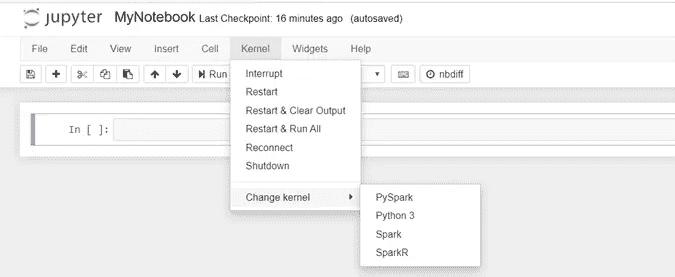 jupyter MyNotebook Last Checkpoint: 16 minutes ago (autosaved)
File Edit View Insert Cell Kernel Widgets Help
Run nbdiff
Interrupt
Restart
Restart & Clear Output
Restart & Run All
Reconnect
Shutdown
Change kernel
PySpark
Python 3
Spark
SparkR
In [ ]: